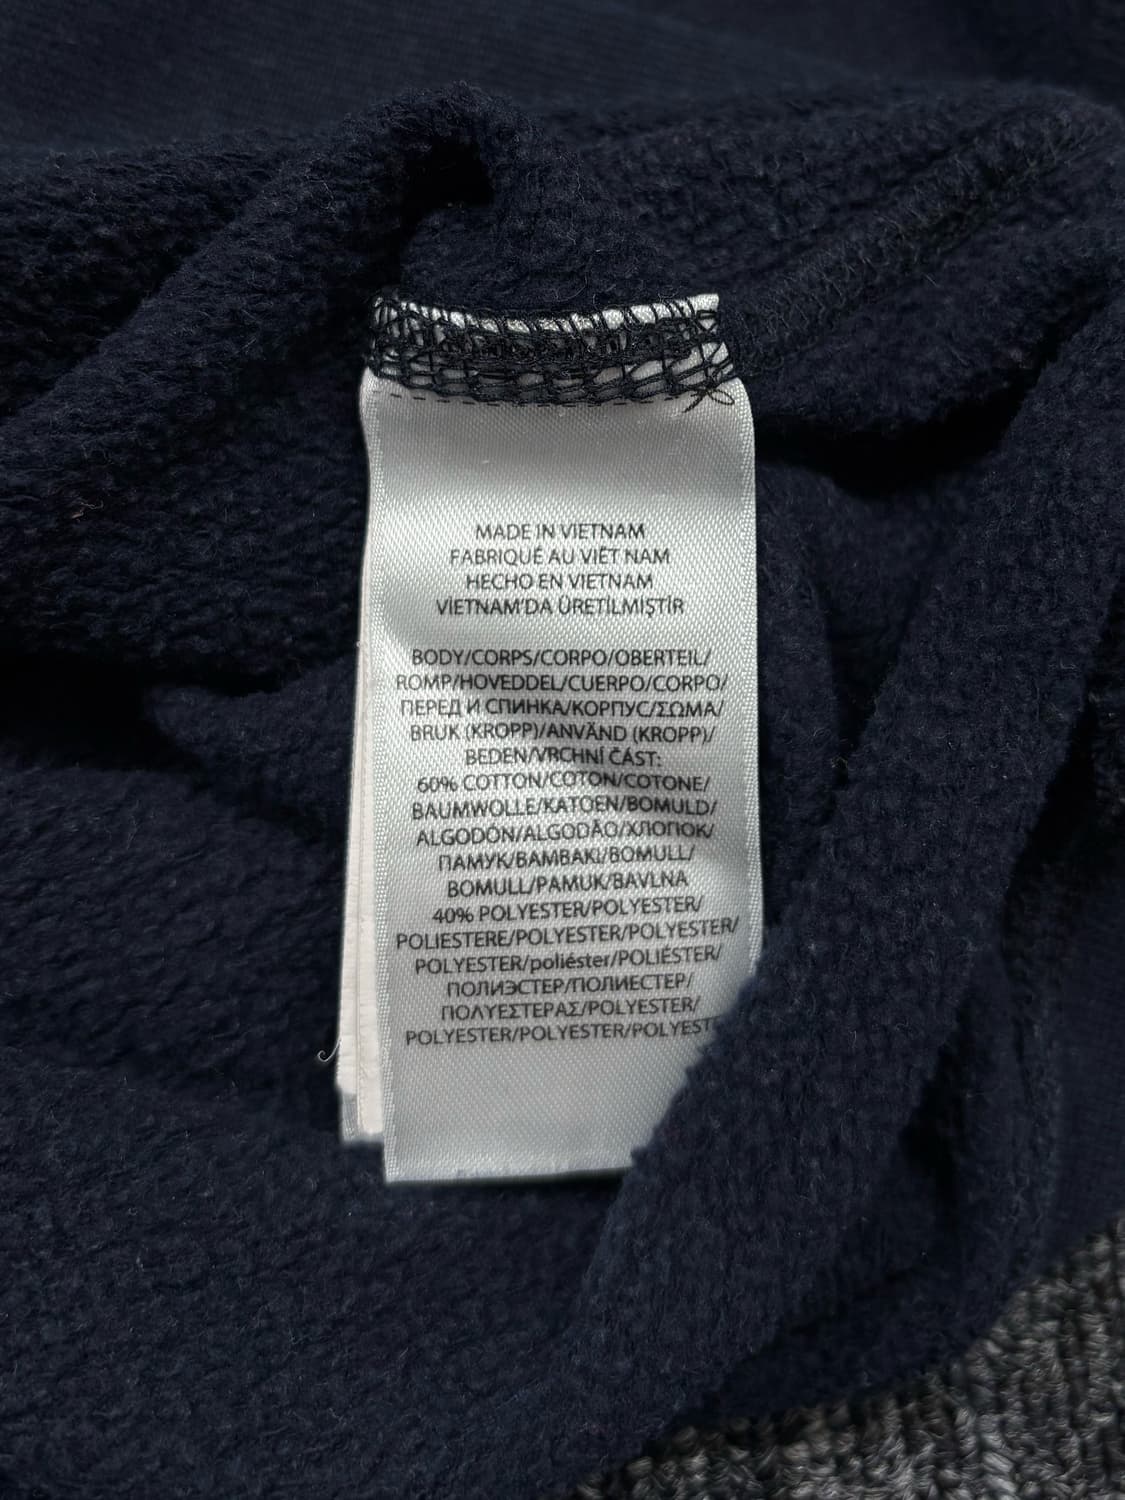 MADE IN VIETNAM
FABRIQUÉ AU VIÊT NAM
HECHO EN VIETNAM
VİETNAM'DA ÜRETİLMİŞTİR
BODY/CORPS/CORPO/OBERTEIL/
ROMP/HOVEDDEL/CUERPO/CORPO/
ПЕРЕД И СПИНКА/КОРПУС/ΣΩΜΑ/
BRUK (KROPP)/ANVÄND (KROPP)/
BEDEN/VRCHNÍ ČÁST:
60% COTTON/COTON/COTONE/
BAUMWOLLE/KATOEN/BOMULD/
ALGODÓN/ALGODÃO/ХЛОПОК/
ПАМУК/ΒΑΜΒΑΚΙ/BOMULL/
BOMULL/PAMUK/BAVLNA
40% POLYESTER/POLYESTER/
POLIESTERE/POLYESTER/POLYESTER/
POLYESTER/poliéster/POLIÉSTER/
ПОЛИЭСТЕР/ПОЛИЕСТЕР/
ΠΟΛΥΕΣΤΕΡΑΣ/POLYESTER/
POLYESTER/POLYESTER/POLYEST